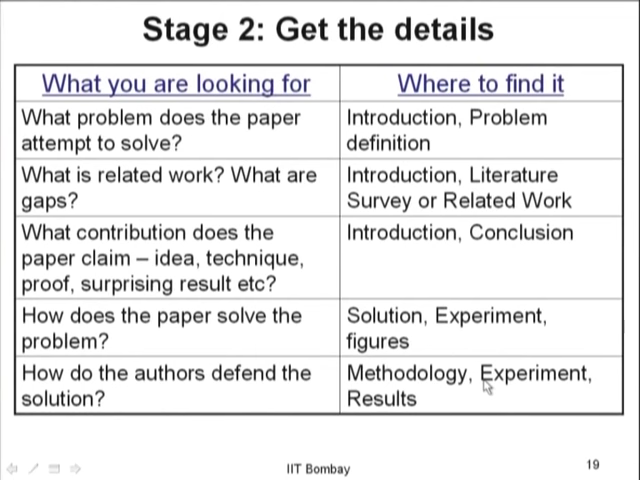 Stage 2: Get the details
What you are looking for
Where to find it
What problem does the paper
attempt to solve?
Introduction, Problem
definition
What is related work? What are
gaps?
Introduction, Literature
Survey or Related Work
What contribution does the
paper claim – idea, technique,
proof, surprising result etc?
Introduction, Conclusion
How does the paper solve the
problem?
Solution, Experiment,
figures
How do the authors defend the
solution?
Methodology, Experiment,
Results
IIT Bombay
19